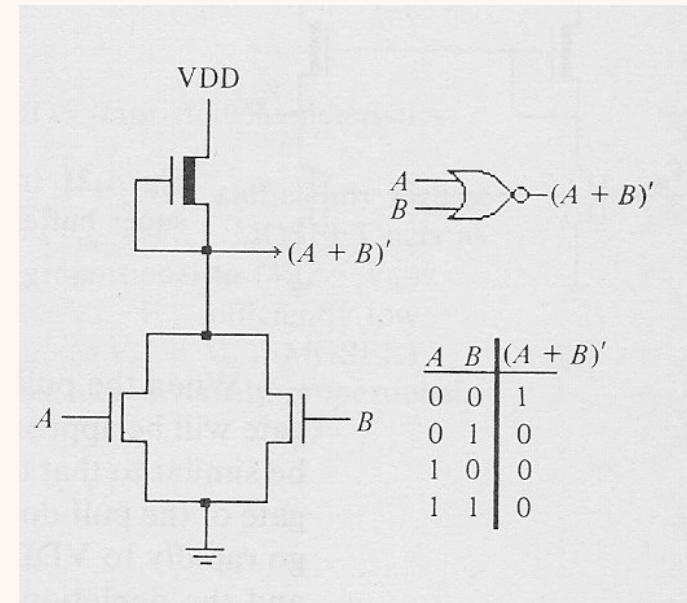 VDD
A
B
(A + B)′
(A + B)′
A
B
A B (A + B)′
0 0 1
0 1 0
1 0 0
1 1 0